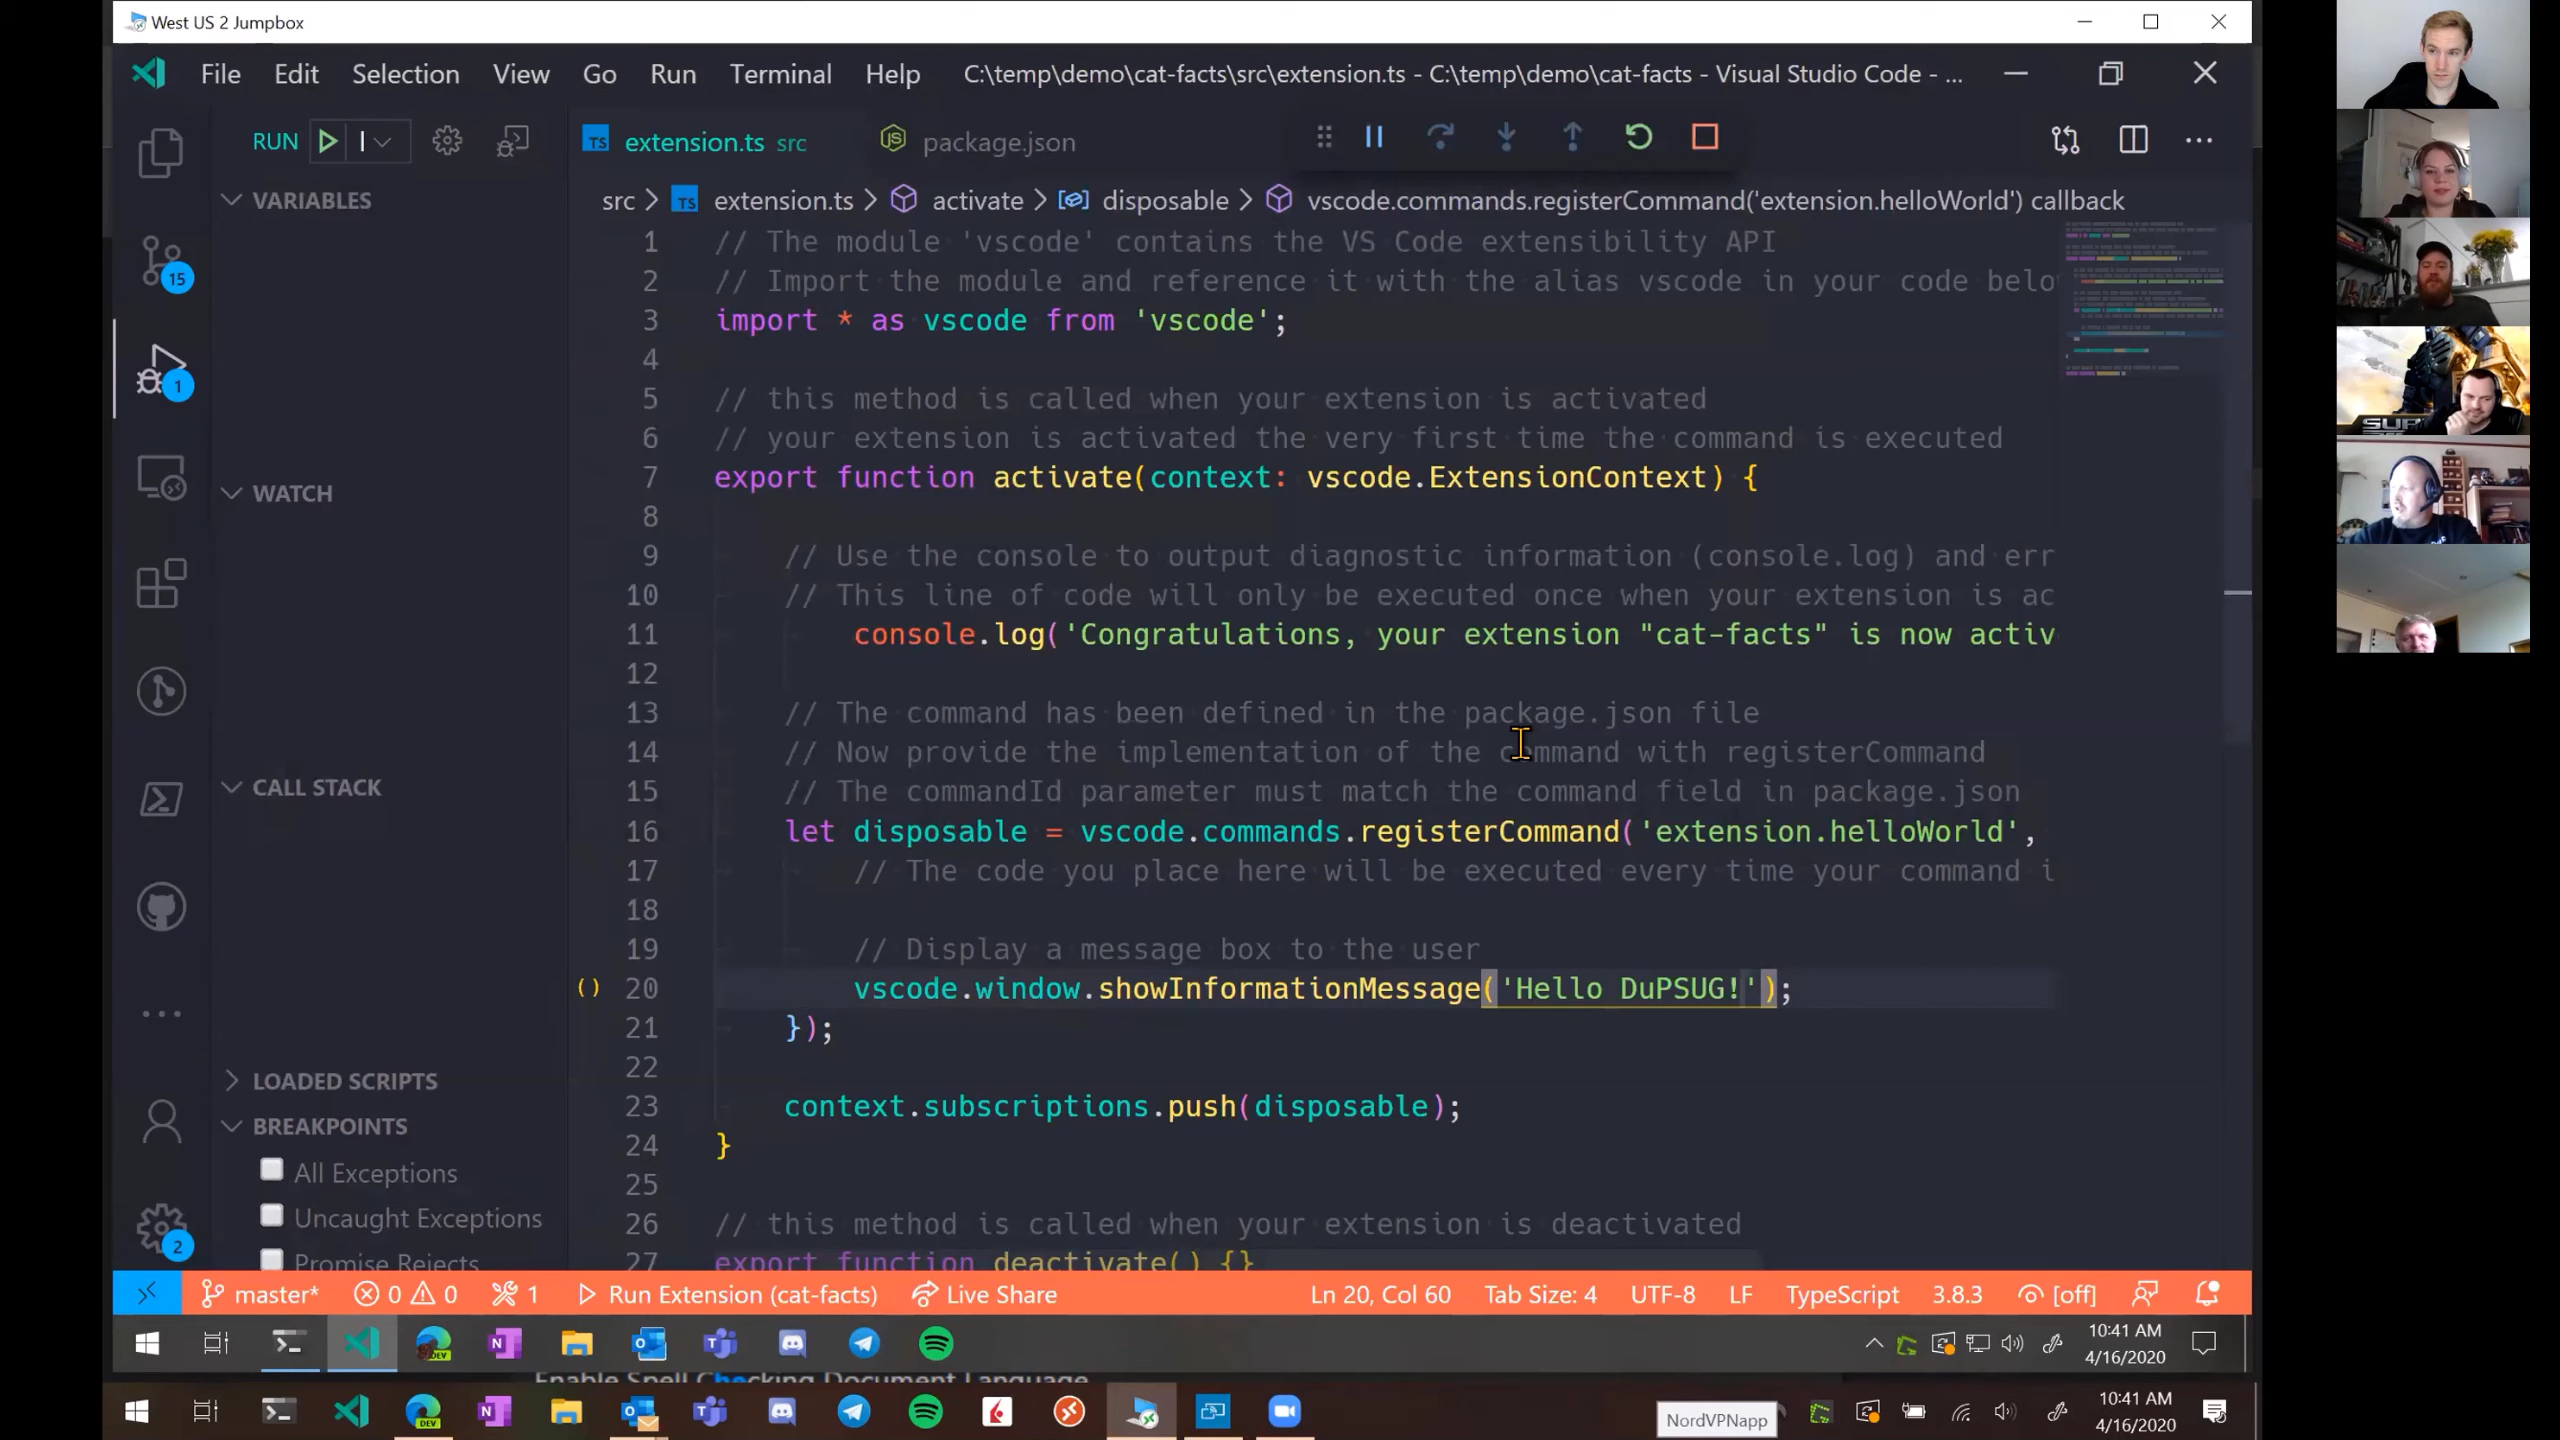 West US 2 Jumpbox
File Edit Selection View Go Run Terminal Help C:\temp\demo\cat-facts\src\extension.ts - C:\temp\demo\cat-facts - Visual Studio Code - ...
RUN
extension.ts src
package.json
VARIABLES
WATCH
CALL STACK
LOADED SCRIPTS
BREAKPOINTS
All Exceptions
Uncaught Exceptions
Promise Rejects
15
1
2
src > TS extension.ts > activate > disposable > vscode.commands.registerCommand('extension.helloWorld') callback
1 // The module 'vscode' contains the VS Code extensibility API
2 // Import the module and reference it with the alias vscode in your code belo
3 import * as vscode from 'vscode';
4
5 // this method is called when your extension is activated
6 // your extension is activated the very first time the command is executed
7 export function activate(context: vscode.ExtensionContext) {
8
9 // Use the console to output diagnostic information (console.log) and err
10 // This line of code will only be executed once when your extension is ac
11 console.log('Congratulations, your extension "cat-facts" is now activ
12
13 // The command has been defined in the package.json file
14 // Now provide the implementation of the command with registerCommand
15 // The commandId parameter must match the command field in package.json
16 let disposable = vscode.commands.registerCommand('extension.helloWorld',
17 // The code you place here will be executed every time your command i
18
19 // Display a message box to the user
20 vscode.window.showInformationMessage('Hello DuPSUG!');
21 });
22
23 context.subscriptions.push(disposable);
24 }
25
26 // this method is called when your extension is deactivated
27 export function deactivate() {}
master* 0 0 1 Run Extension (cat-facts) Live Share Ln 20, Col 60 Tab Size: 4 UTF-8 LF TypeScript 3.8.3 [off]
10:41 AM
4/16/2020
Enable Spell Checking Document Language
NordVPNapp
10:41 AM
4/16/2020